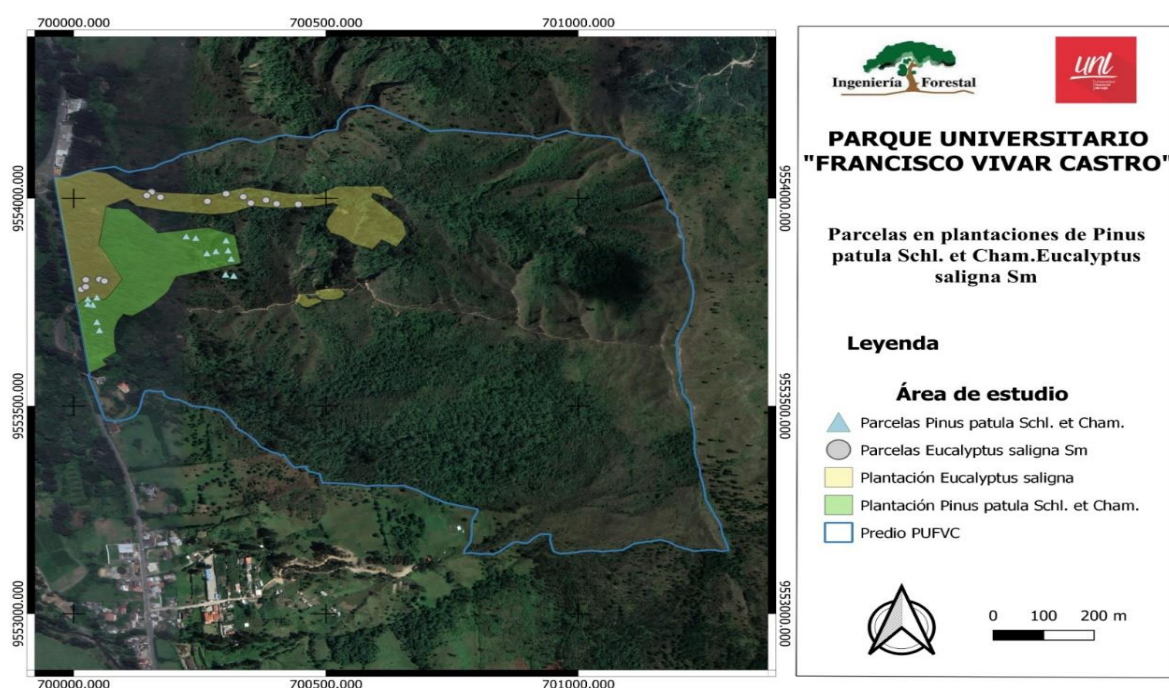 700000.000 700500.000 701000.000
9554000.000 9554000.000
9553500.000 9553500.000
9553000.000 9553000.000
700000.000 700500.000 701000.000
Ingeniería Forestal
unl
PARQUE UNIVERSITARIO
"FRANCISCO VIVAR CASTRO"
Parcelas en plantaciones de Pinus
patula Schl. et Cham.Eucalyptus
saligna Sm
Leyenda
Área de estudio
Parcelas Pinus patula Schl. et Cham.
Parcelas Eucalyptus saligna Sm
Plantación Eucalyptus saligna
Plantación Pinus patula Schl. et Cham.
Predio PUFVC
0 100 200 m